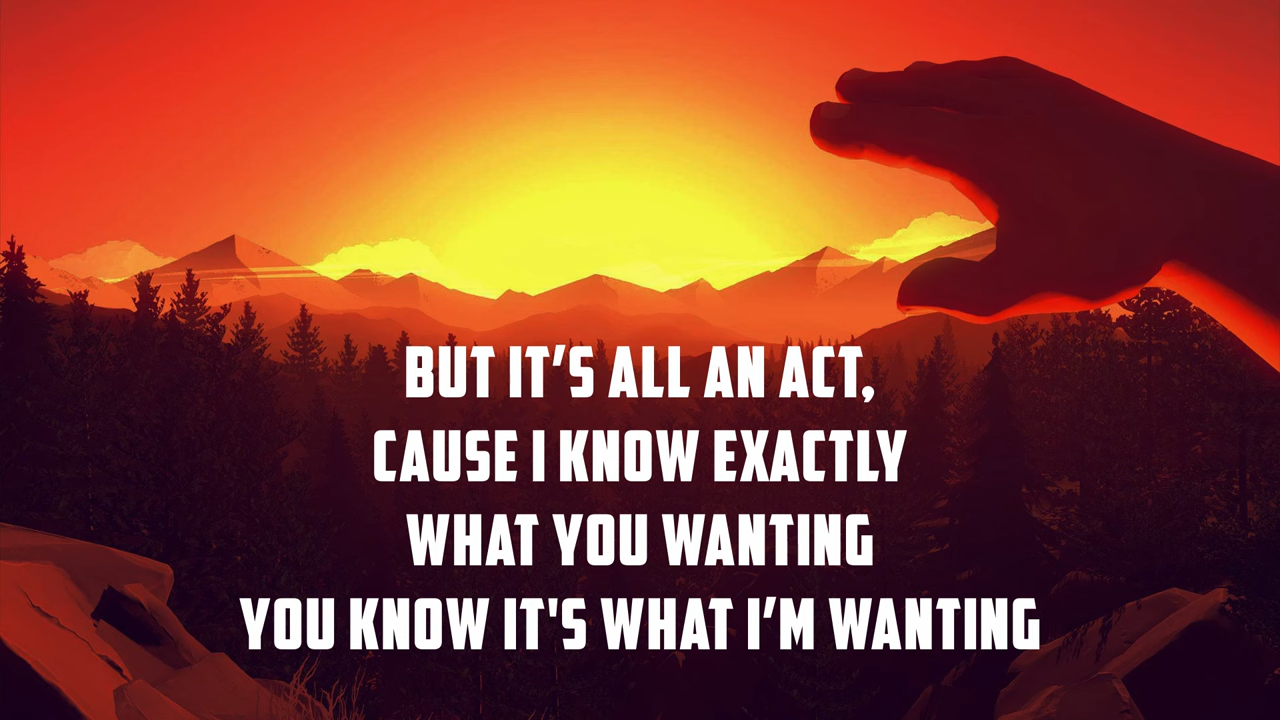 BUT IT’S ALL AN ACT,
CAUSE I KNOW EXACTLY
WHAT YOU WANTING
YOU KNOW IT'S WHAT I’M WANTING